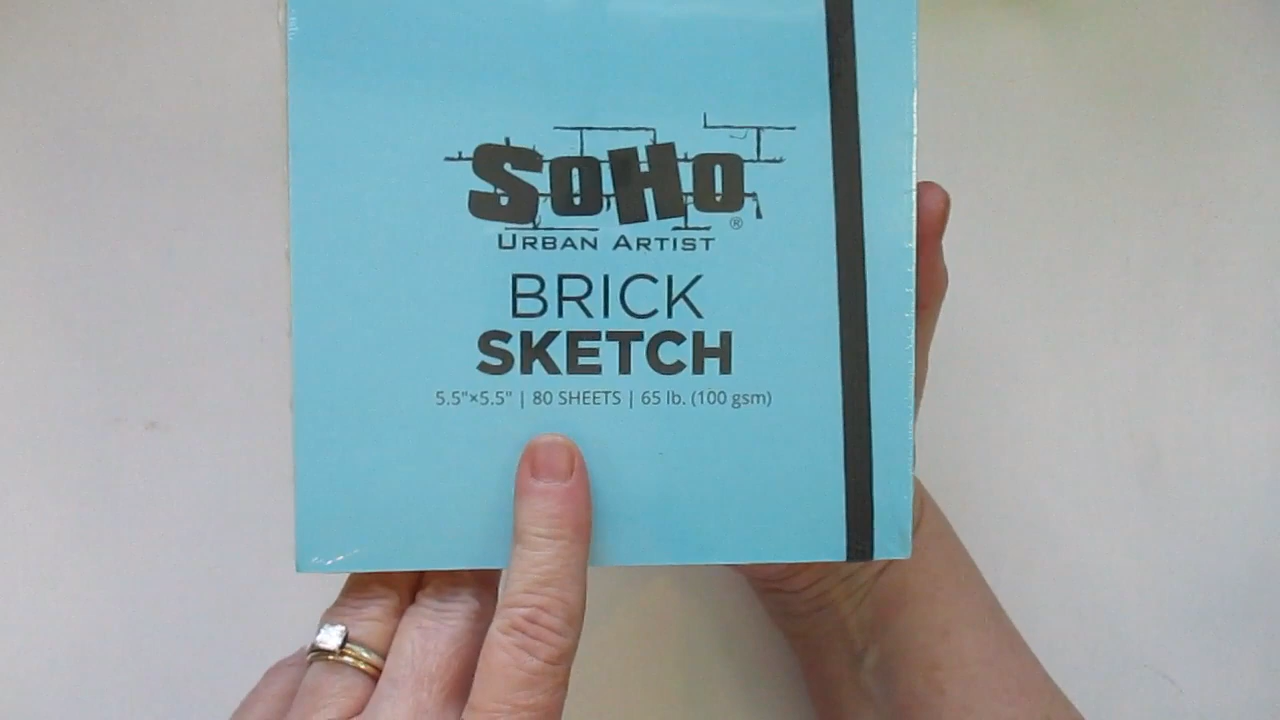 SoHo®
URBAN ARTIST
BRICK
SKETCH
5.5"×5.5" | 80 SHEETS | 65 lb. (100 gsm)